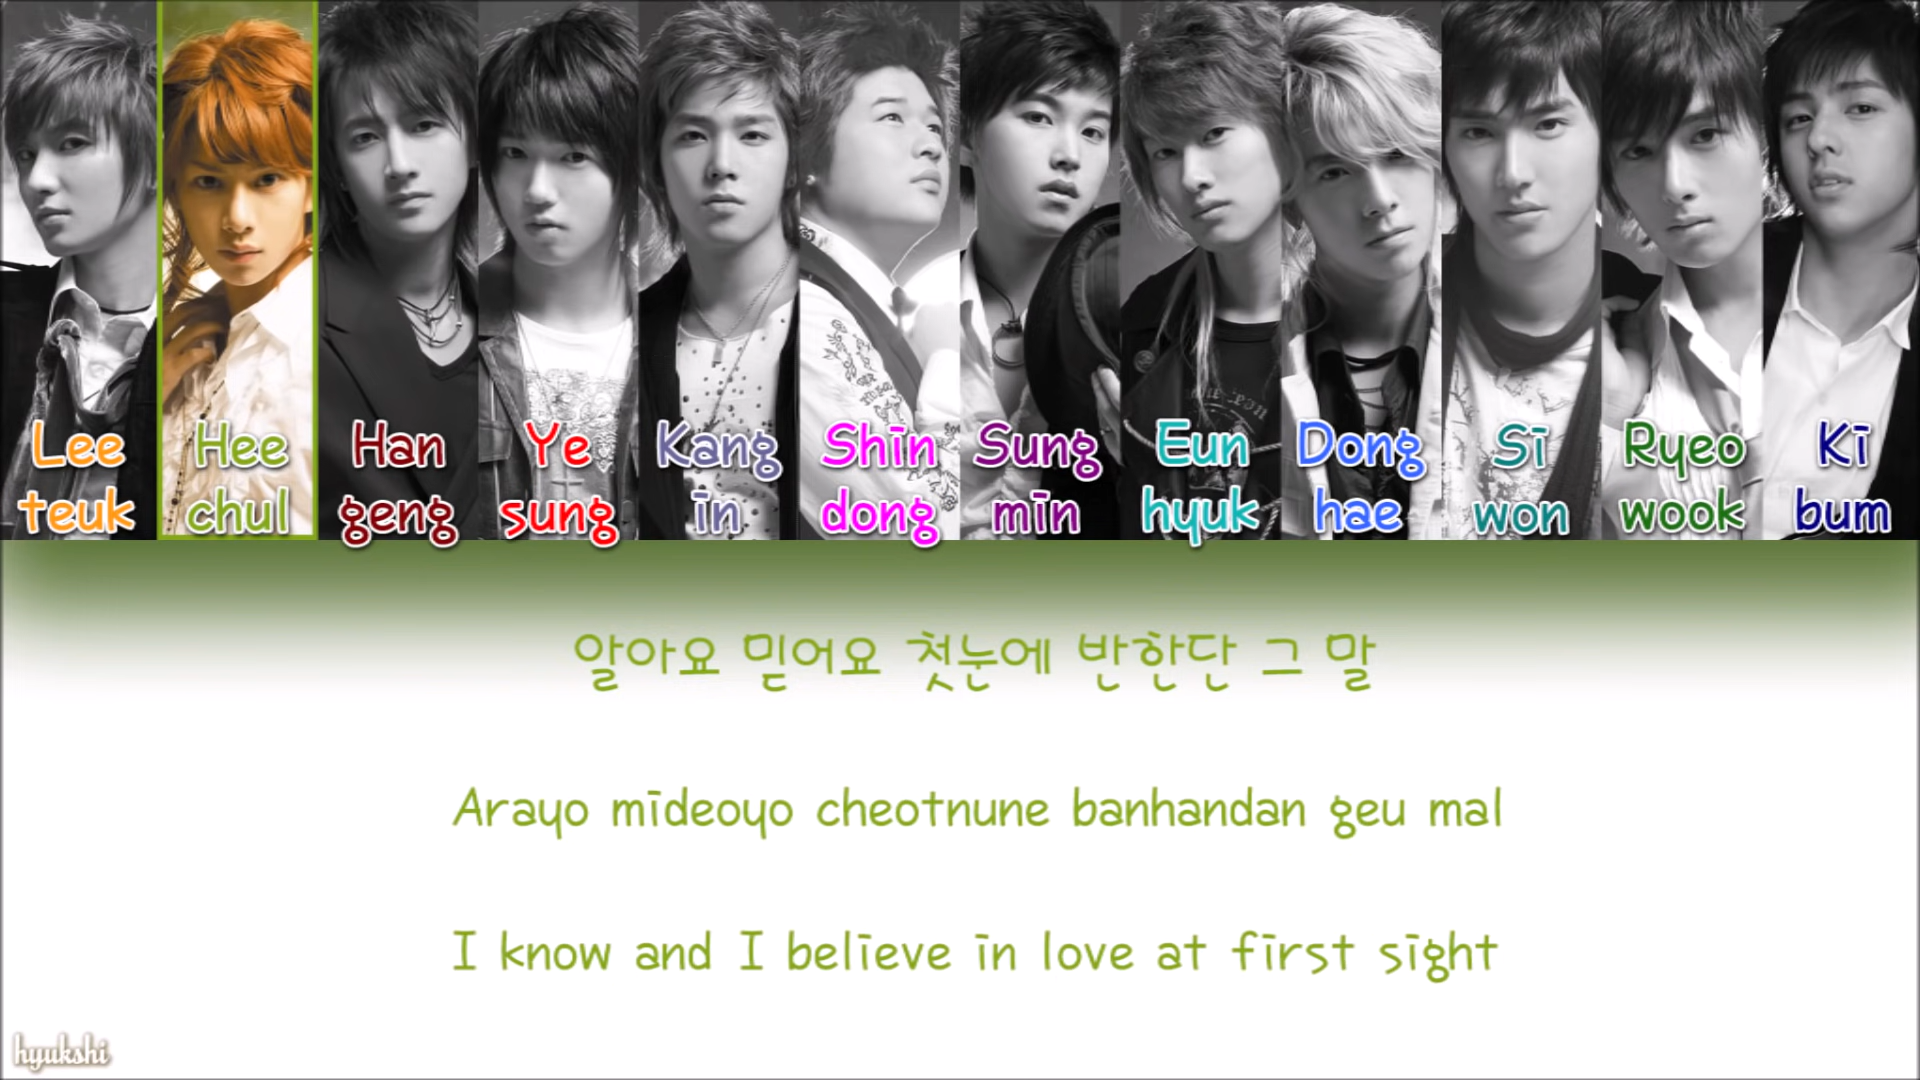 Lee teuk
Hee chul
Han geng
Ye sung
Kang in
Shin dong
Sung min
Eun hyuk
Dong hae
Si won
Ryeo wook
Ki bum
알아요 믿어요 첫눈에 반한단 그 말
Arayo mideoyo cheotnune banhandan geu mal
I know and I believe in love at first sight
hyukshi